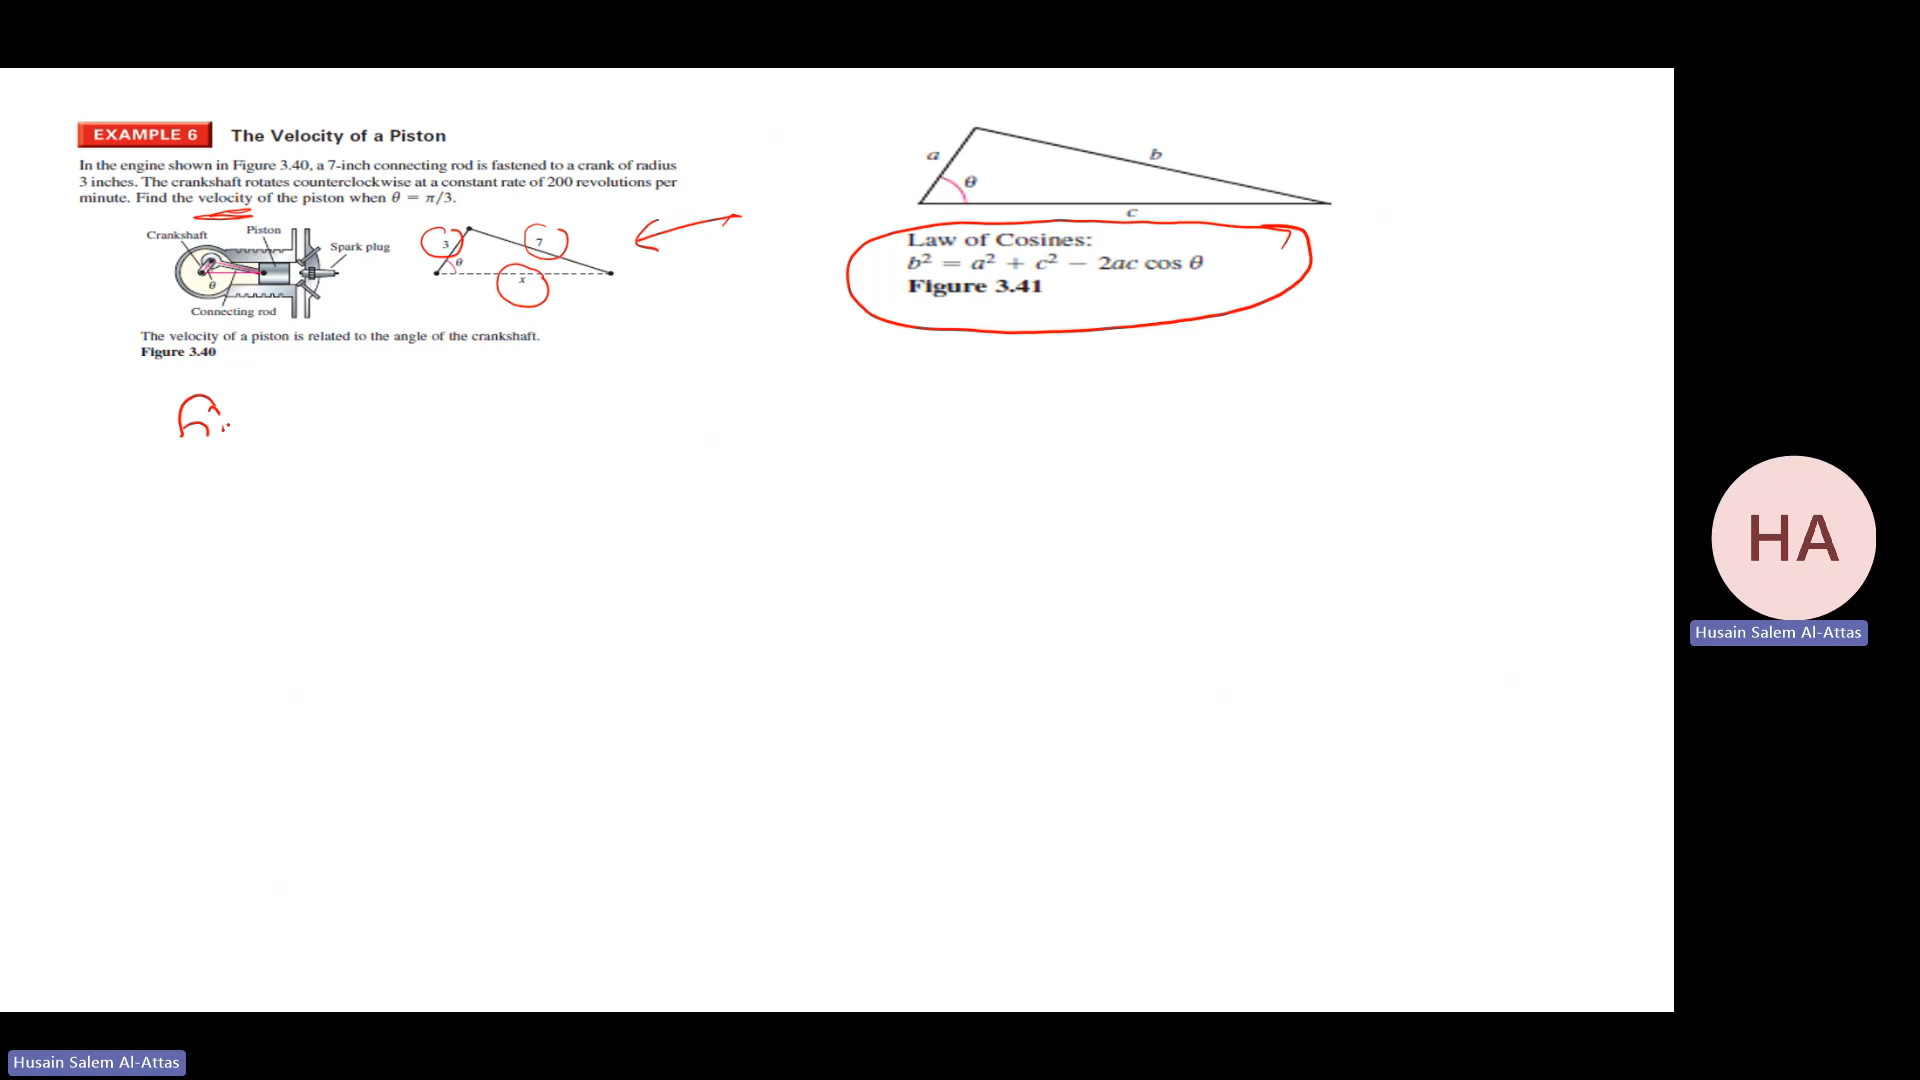 EXAMPLE 6 The Velocity of a Piston
In the engine shown in Figure 3.40, a 7-inch connecting rod is fastened to a crank of radius
3 inches. The crankshaft rotates counterclockwise at a constant rate of 200 revolutions per
minute. Find the velocity of the piston when θ = π/3.
Crankshaft
Piston
Spark plug
θ
Connecting rod
3
7
θ
x
The velocity of a piston is related to the angle of the crankshaft.
Figure 3.40
a
b
θ
c
Law of Cosines:
b² = a² + c² − 2ac cos θ
Figure 3.41
HA
Husain Salem Al-Attas
Husain Salem Al-Attas